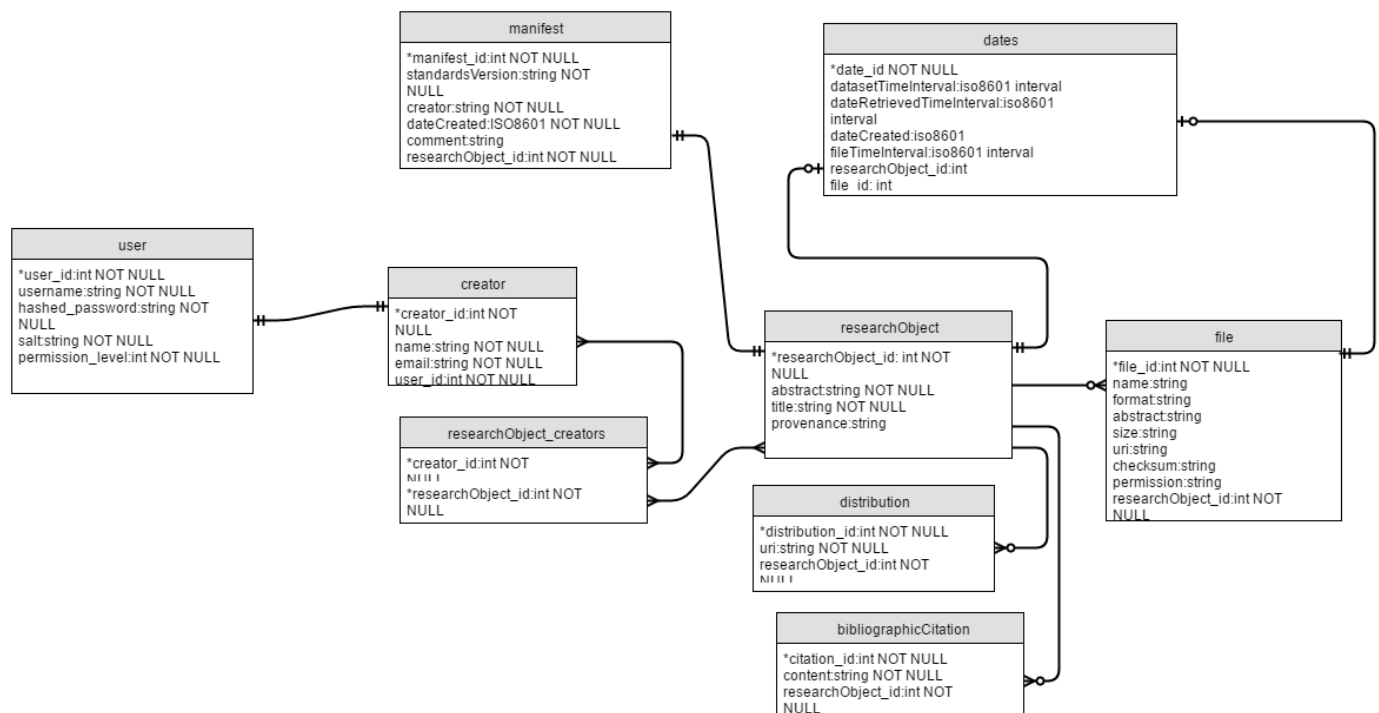 manifest
*manifest_id:int NOT NULL
standardsVersion:string NOT
NULL
creator:string NOT NULL
dateCreated:ISO8601 NOT NULL
comment:string
researchObject_id:int NOT NULL
dates
*date_id NOT NULL
datasetTimeInterval:iso8601 interval
dateRetrievedTimeInterval:iso8601
interval
dateCreated:iso8601
fileTimeInterval:iso8601 interval
researchObject_id:int
file_id: int
user
*user_id:int NOT NULL
username:string NOT NULL
hashed_password:string NOT
NULL
salt:string NOT NULL
permission_level:int NOT NULL
creator
*creator_id:int NOT
NULL
name:string NOT NULL
email:string NOT NULL
user_id:int NOT NULL
researchObject_creators
*creator_id:int NOT
NULL
*researchObject_id:int NOT
NULL
researchObject
*researchObject_id: int NOT
NULL
abstract:string NOT NULL
title:string NOT NULL
provenance:string
file
*file_id:int NOT NULL
name:string
format:string
abstract:string
size:string
uri:string
checksum:string
permission:string
researchObject_id:int NOT
NULL
distribution
*distribution_id:int NOT NULL
uri:string NOT NULL
researchObject_id:int NOT
NULL
bibliographicCitation
*citation_id:int NOT NULL
content:string NOT NULL
researchObject_id:int NOT
NULL